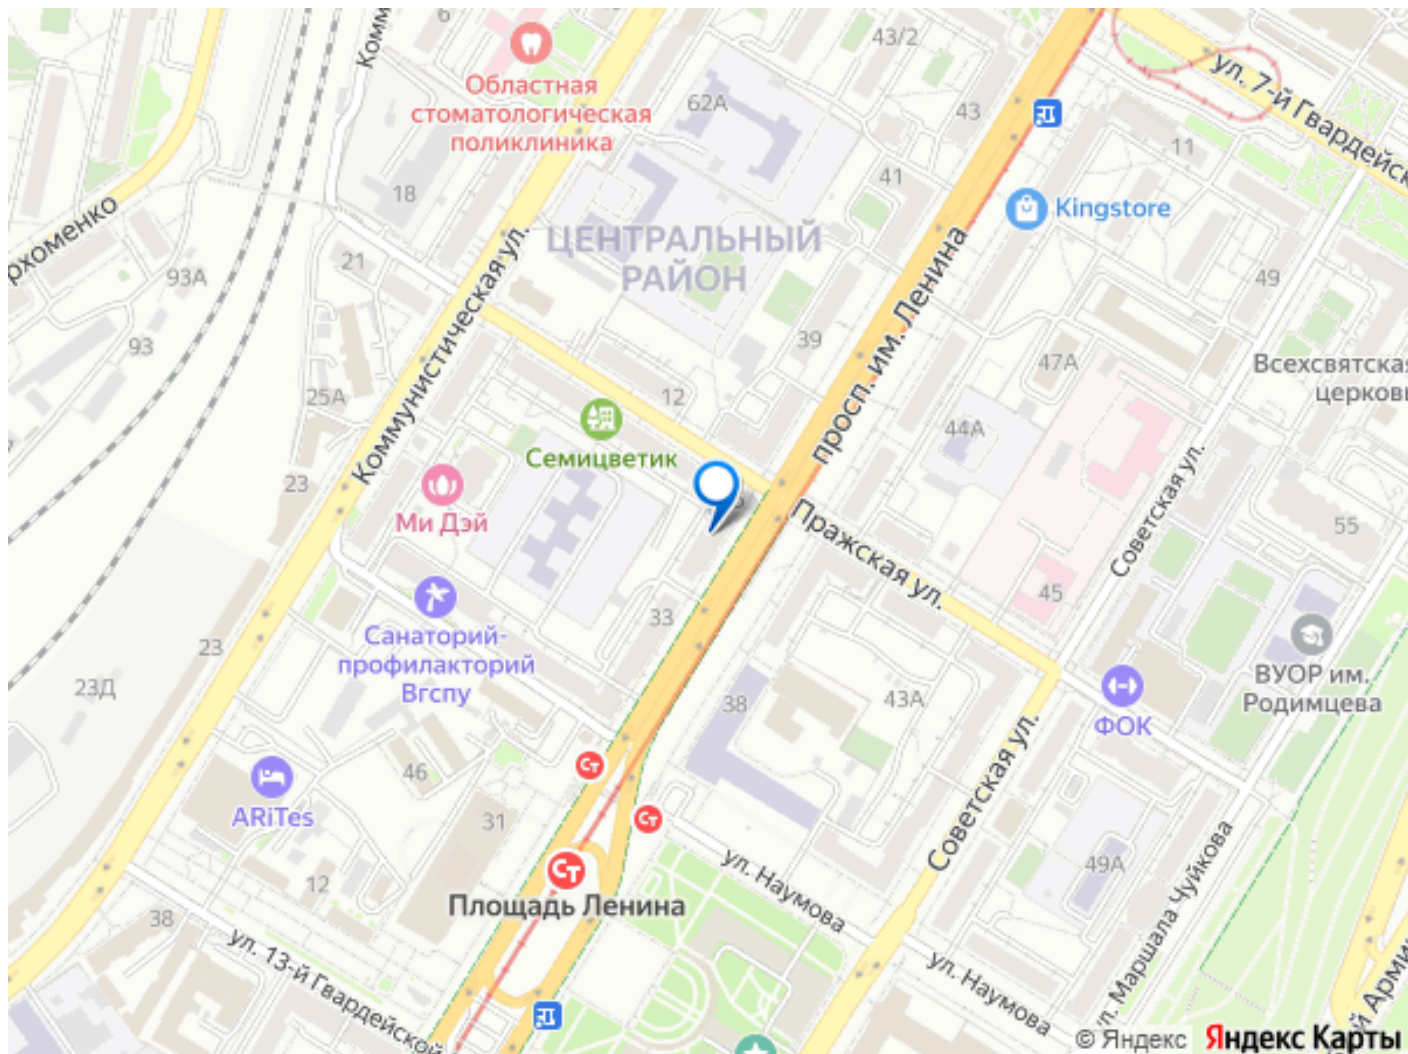 6
43/2
ул. 7-й Гвардейск
Комм
Областная
стоматологическая
поликлиника
62А
43
11
18
41
Kingstore
рхоменко
ЦЕНТРАЛЬНЫЙ
РАЙОН
93А
21
49
Коммунистическая ул.
просп. им. Ленина
93
39
47А
Всехсвятская
церковь
25А
12
44А
Семицветик
23
Ми Дэй
Советская ул.
Пражская ул.
55
45
33
Санаторий-
профилакторий
Вгспу
23
23Д
38
43А
ВУОР им.
Родимцева
ФОК
Ст
46
ARiTes
31
Ст
Советская ул.
ул. Наумова
49А
Ст
12
Площадь Ленина
38
ул. 13-й Гвардейской
ул. Наумова
ул. Маршала Чуйкова
й Арми
© Яндекс Яндекс Карты